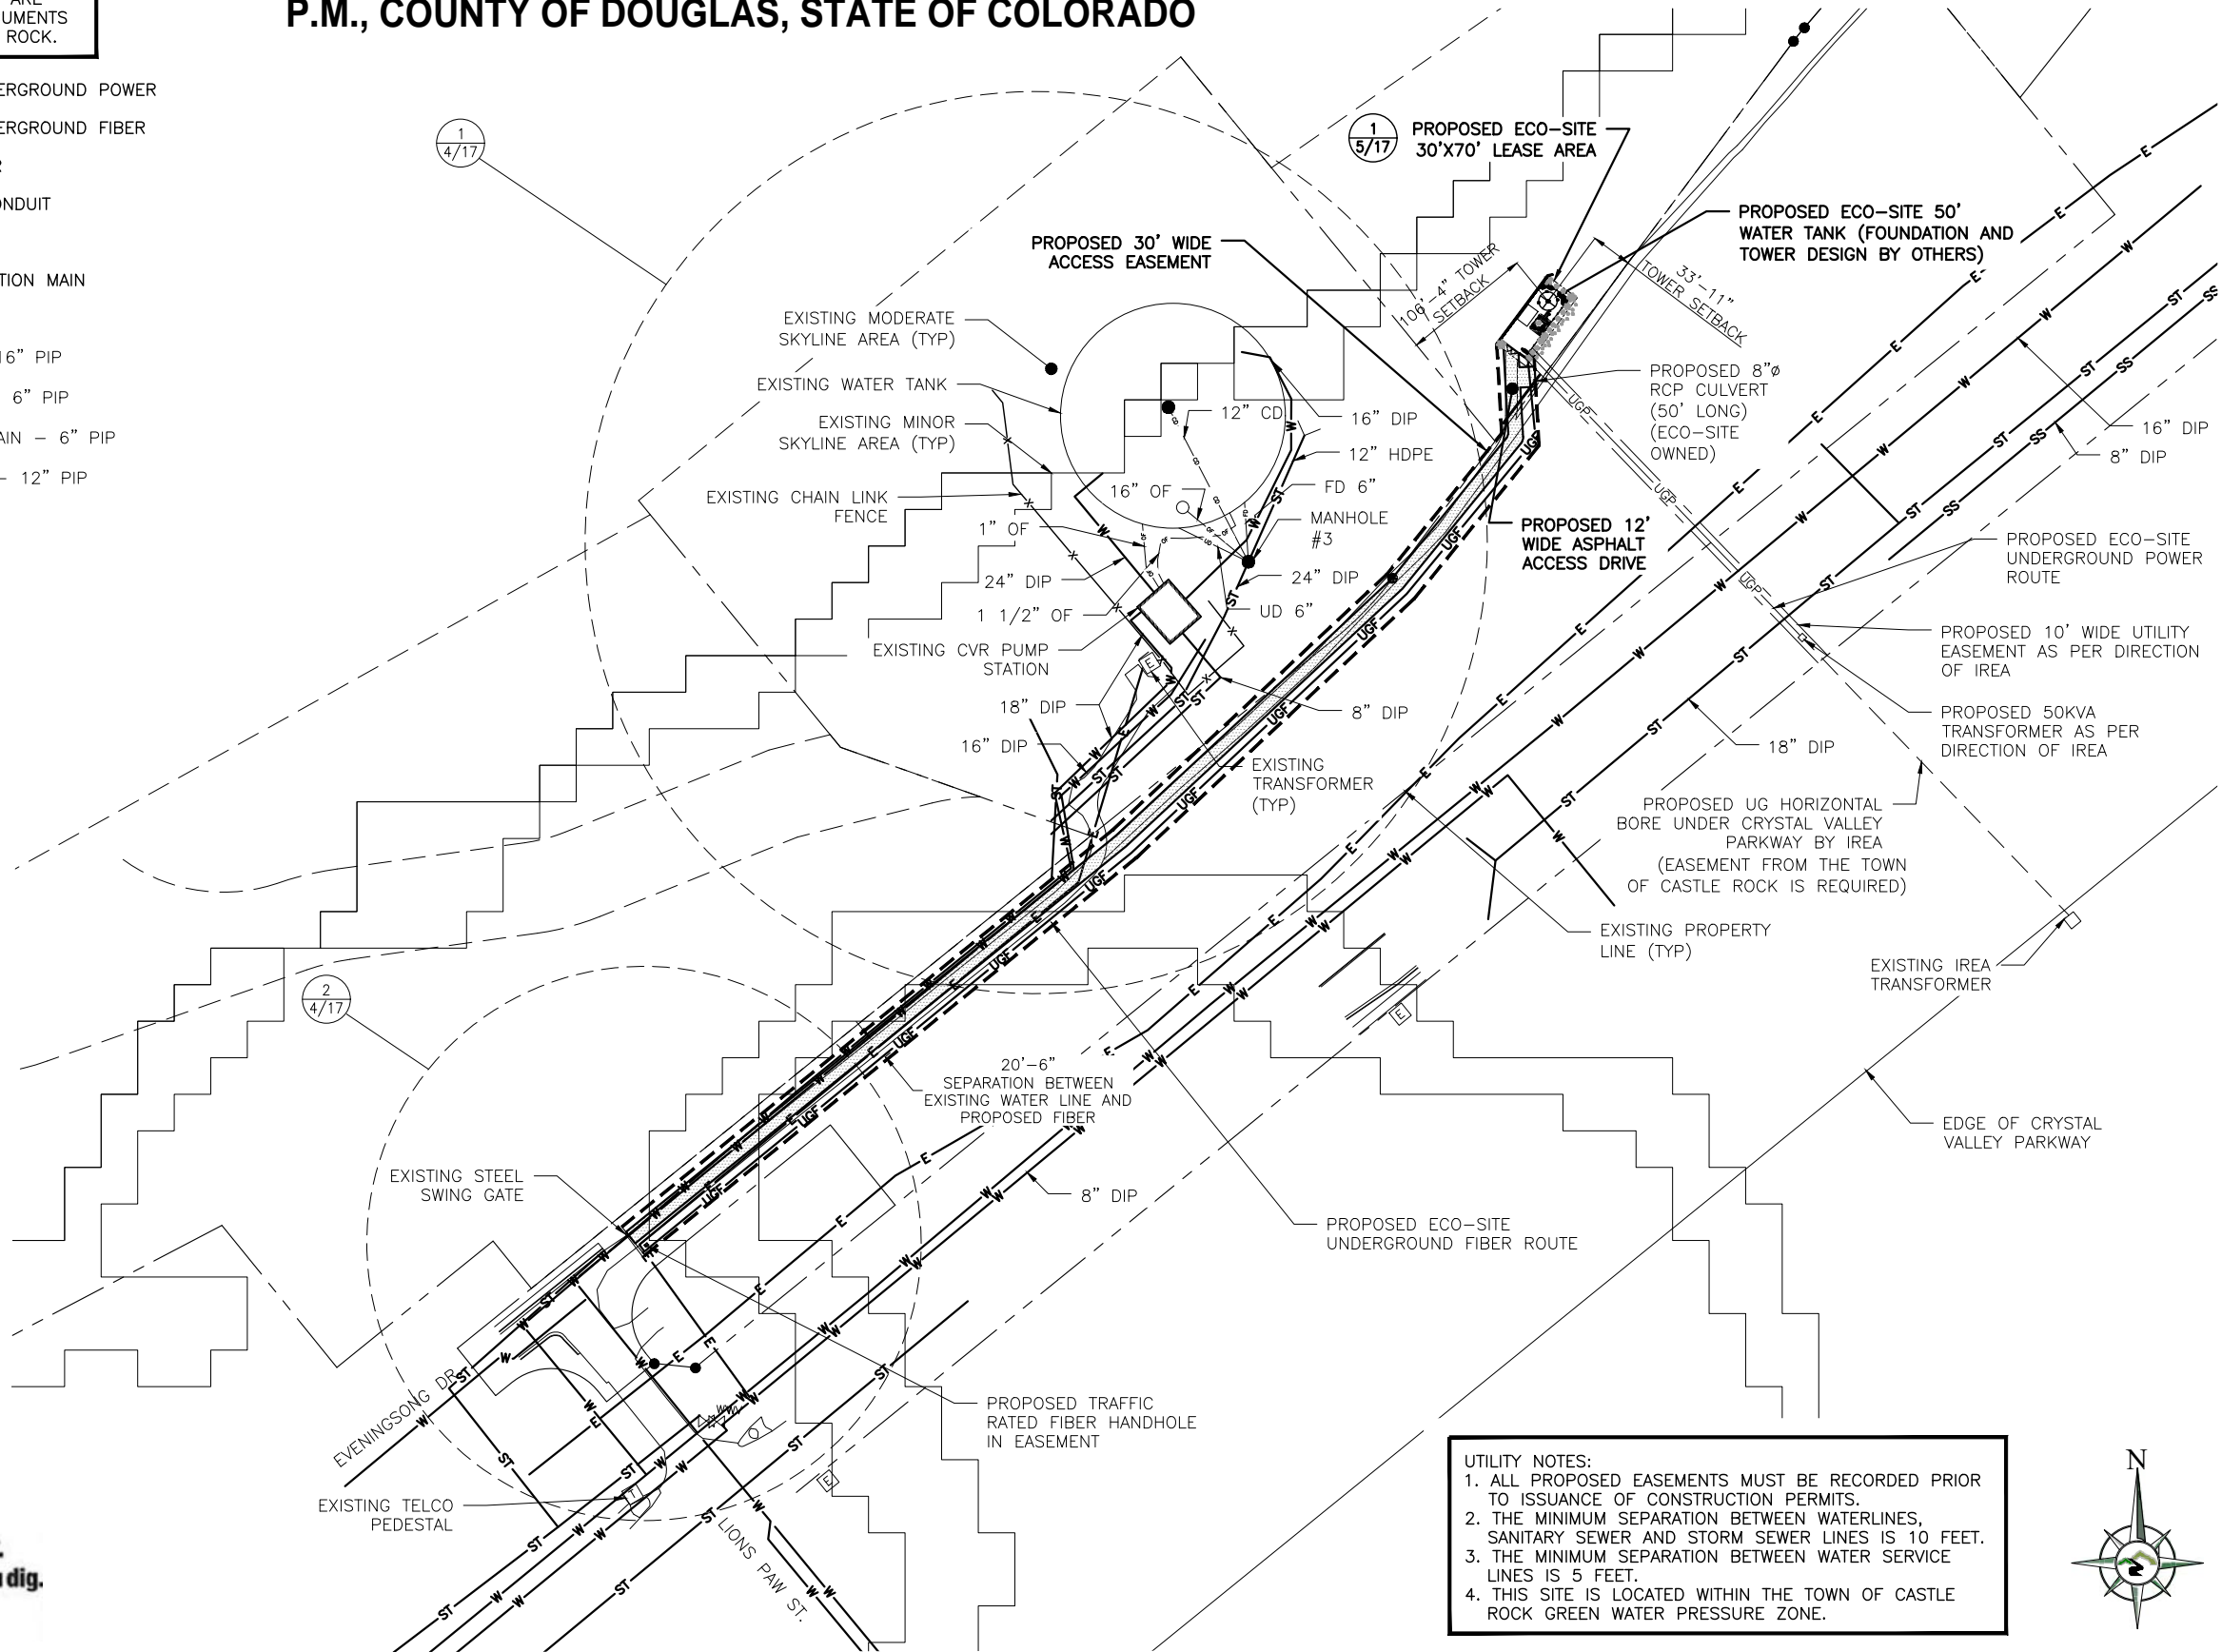 ARE
UMENTS
ROCK.
P.M., COUNTY OF DOUGLAS, STATE OF COLORADO
ERGROUND POWER
ERGROUND FIBER
R
ONDUIT
TION MAIN
16" PIP
6" PIP
AIN – 6" PIP
– 12" PIP
1
4/17
1
5/17
PROPOSED ECO–SITE
30'X70' LEASE AREA
PROPOSED ECO–SITE 50'
WATER TANK (FOUNDATION AND
TOWER DESIGN BY OTHERS)
PROPOSED 30' WIDE
ACCESS EASEMENT
106'–4" TOWER
SETBACK
33'–11"
TOWER SETBACK
EXISTING MODERATE
SKYLINE AREA (TYP)
EXISTING WATER TANK
EXISTING MINOR
SKYLINE AREA (TYP)
EXISTING CHAIN LINK
FENCE
12" CD
16" DIP
12" HDPE
16" OF
FD 6"
MANHOLE
#3
1" OF
24" DIP
24" DIP
1 1/2" OF
UD 6"
EXISTING CVR PUMP
STATION
18" DIP
8" DIP
16" DIP
EXISTING
TRANSFORMER
(TYP)
PROPOSED 8"ø
RCP CULVERT
(50' LONG)
(ECO–SITE
OWNED)
16" DIP
8" DIP
PROPOSED 12'
WIDE ASPHALT
ACCESS DRIVE
PROPOSED ECO–SITE
UNDERGROUND POWER
ROUTE
PROPOSED 10' WIDE UTILITY
EASEMENT AS PER DIRECTION
OF IREA
PROPOSED 50KVA
TRANSFORMER AS PER
DIRECTION OF IREA
18" DIP
PROPOSED UG HORIZONTAL
BORE UNDER CRYSTAL VALLEY
PARKWAY BY IREA
(EASEMENT FROM THE TOWN
OF CASTLE ROCK IS REQUIRED)
EXISTING PROPERTY
LINE (TYP)
EXISTING IREA
TRANSFORMER
2
4/17
20'–6"
SEPARATION BETWEEN
EXISTING WATER LINE AND
PROPOSED FIBER
EDGE OF CRYSTAL
VALLEY PARKWAY
EXISTING STEEL
SWING GATE
8" DIP
PROPOSED ECO–SITE
UNDERGROUND FIBER ROUTE
PROPOSED TRAFFIC
RATED FIBER HANDHOLE
IN EASEMENT
EVENINGSONG DR.
EXISTING TELCO
PEDESTAL
LIONS PAW ST.
dig.
UTILITY NOTES:
1. ALL PROPOSED EASEMENTS MUST BE RECORDED PRIOR
TO ISSUANCE OF CONSTRUCTION PERMITS.
2. THE MINIMUM SEPARATION BETWEEN WATERLINES,
SANITARY SEWER AND STORM SEWER LINES IS 10 FEET.
3. THE MINIMUM SEPARATION BETWEEN WATER SERVICE
LINES IS 5 FEET.
4. THIS SITE IS LOCATED WITHIN THE TOWN OF CASTLE
ROCK GREEN WATER PRESSURE ZONE.
N